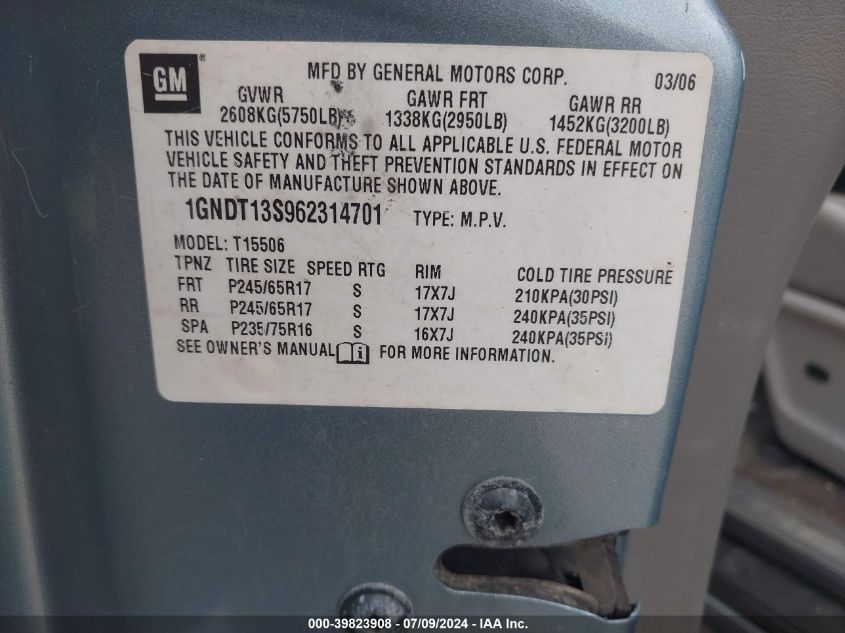 GM ®
MFD BY GENERAL MOTORS CORP. 03/06
GVWR GAWR FRT GAWR RR
2608KG(5750LB) 1338KG(2950LB) 1452KG(3200LB)
THIS VEHICLE CONFORMS TO ALL APPLICABLE U.S. FEDERAL MOTOR
VEHICLE SAFETY AND THEFT PREVENTION STANDARDS IN EFFECT ON
THE DATE OF MANUFACTURE SHOWN ABOVE.
1GNDT13S962314701 TYPE: M.P.V.
MODEL: T15506
TPNZ TIRE SIZE SPEED RTG RIM COLD TIRE PRESSURE
FRT P245/65R17 S 17X7J 210KPA(30PSI)
RR P245/65R17 S 17X7J 240KPA(35PSI)
SPA P235/75R16 S 16X7J 240KPA(35PSI)
SEE OWNER'S MANUAL FOR MORE INFORMATION.
000-39823908 - 07/09/2024 - IAA Inc.